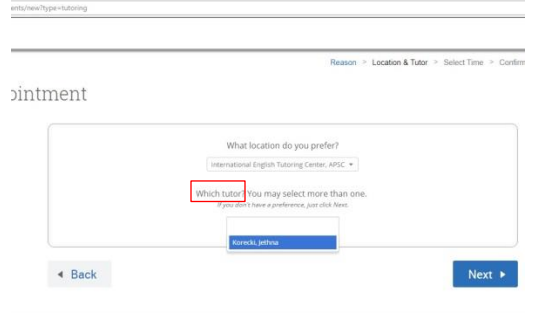 ents/new?type=tutoring
Reason > Location & Tutor > Select Time > Confirm
ointment
What location do you prefer?
International English Tutoring Center, APSC
Which tutor? You may select more than one.
If you don't have a preference, just click Next.
Korecki, Jethna
Back
Next